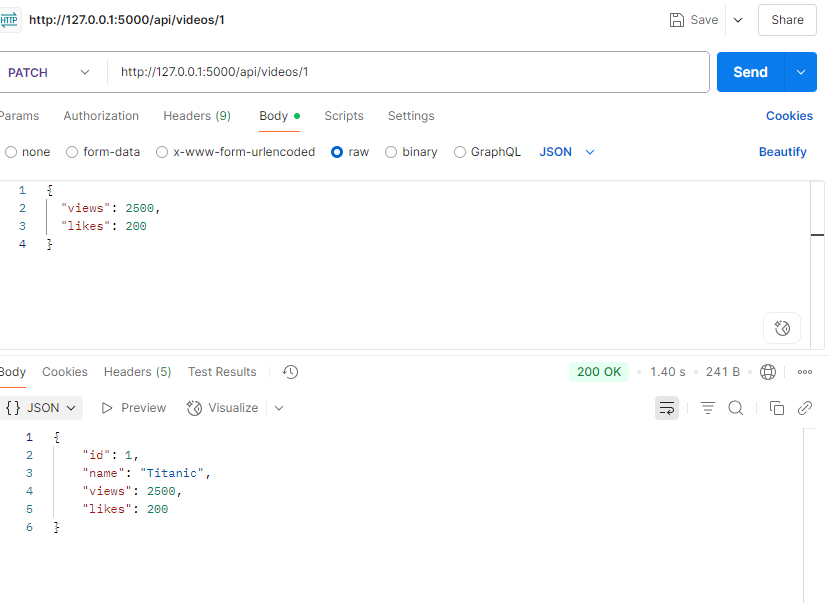 HTTP http://127.0.0.1:5000/api/videos/1 Save Share
PATCH http://127.0.0.1:5000/api/videos/1 Send
Params Authorization Headers (9) Body Scripts Settings Cookies
none form-data x-www-form-urlencoded raw binary GraphQL JSON Beautify
1 {
2 "views": 2500,
3 "likes": 200
4 }
Body Cookies Headers (5) Test Results 200 OK 1.40 s 241 B
{} JSON Preview Visualize
1 {
2 "id": 1,
3 "name": "Titanic",
4 "views": 2500,
5 "likes": 200
6 }